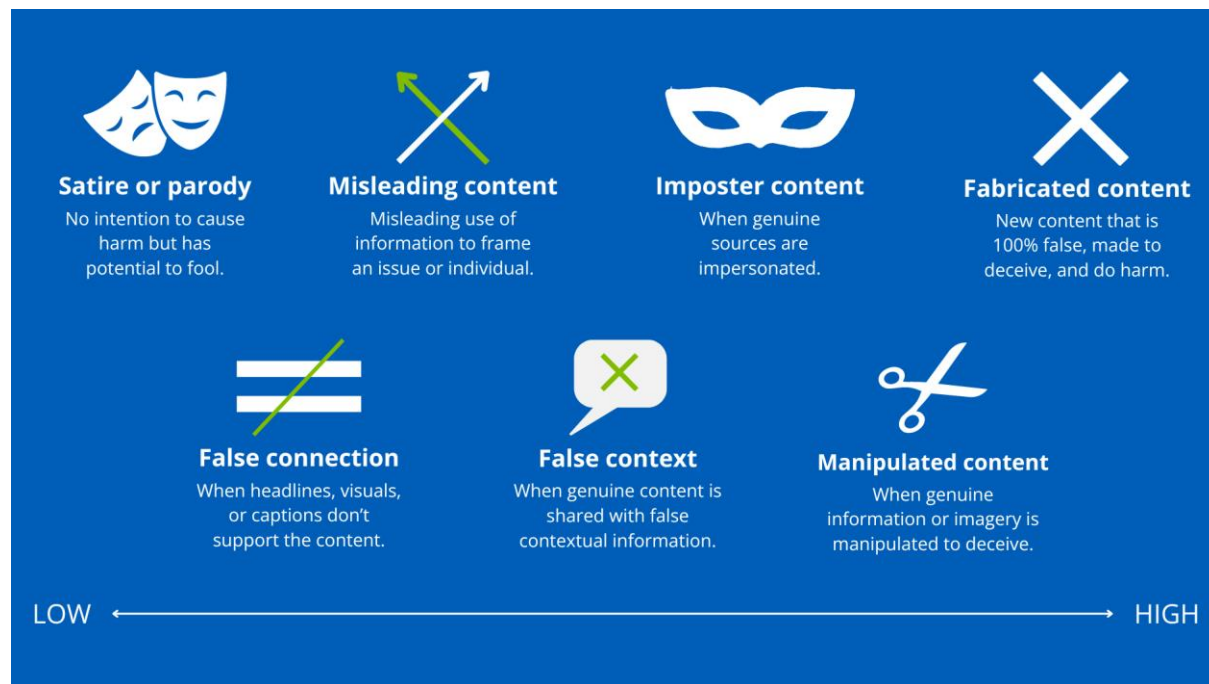 Satire or parody
No intention to cause
harm but has
potential to fool.
Misleading content
Misleading use of
information to frame
an issue or individual.
Imposter content
When genuine
sources are
impersonated.
Fabricated content
New content that is
100% false, made to
deceive, and do harm.
False connection
When headlines, visuals,
or captions don’t
support the content.
False context
When genuine content is
shared with false
contextual information.
Manipulated content
When genuine
information or imagery is
manipulated to deceive.
LOW
HIGH